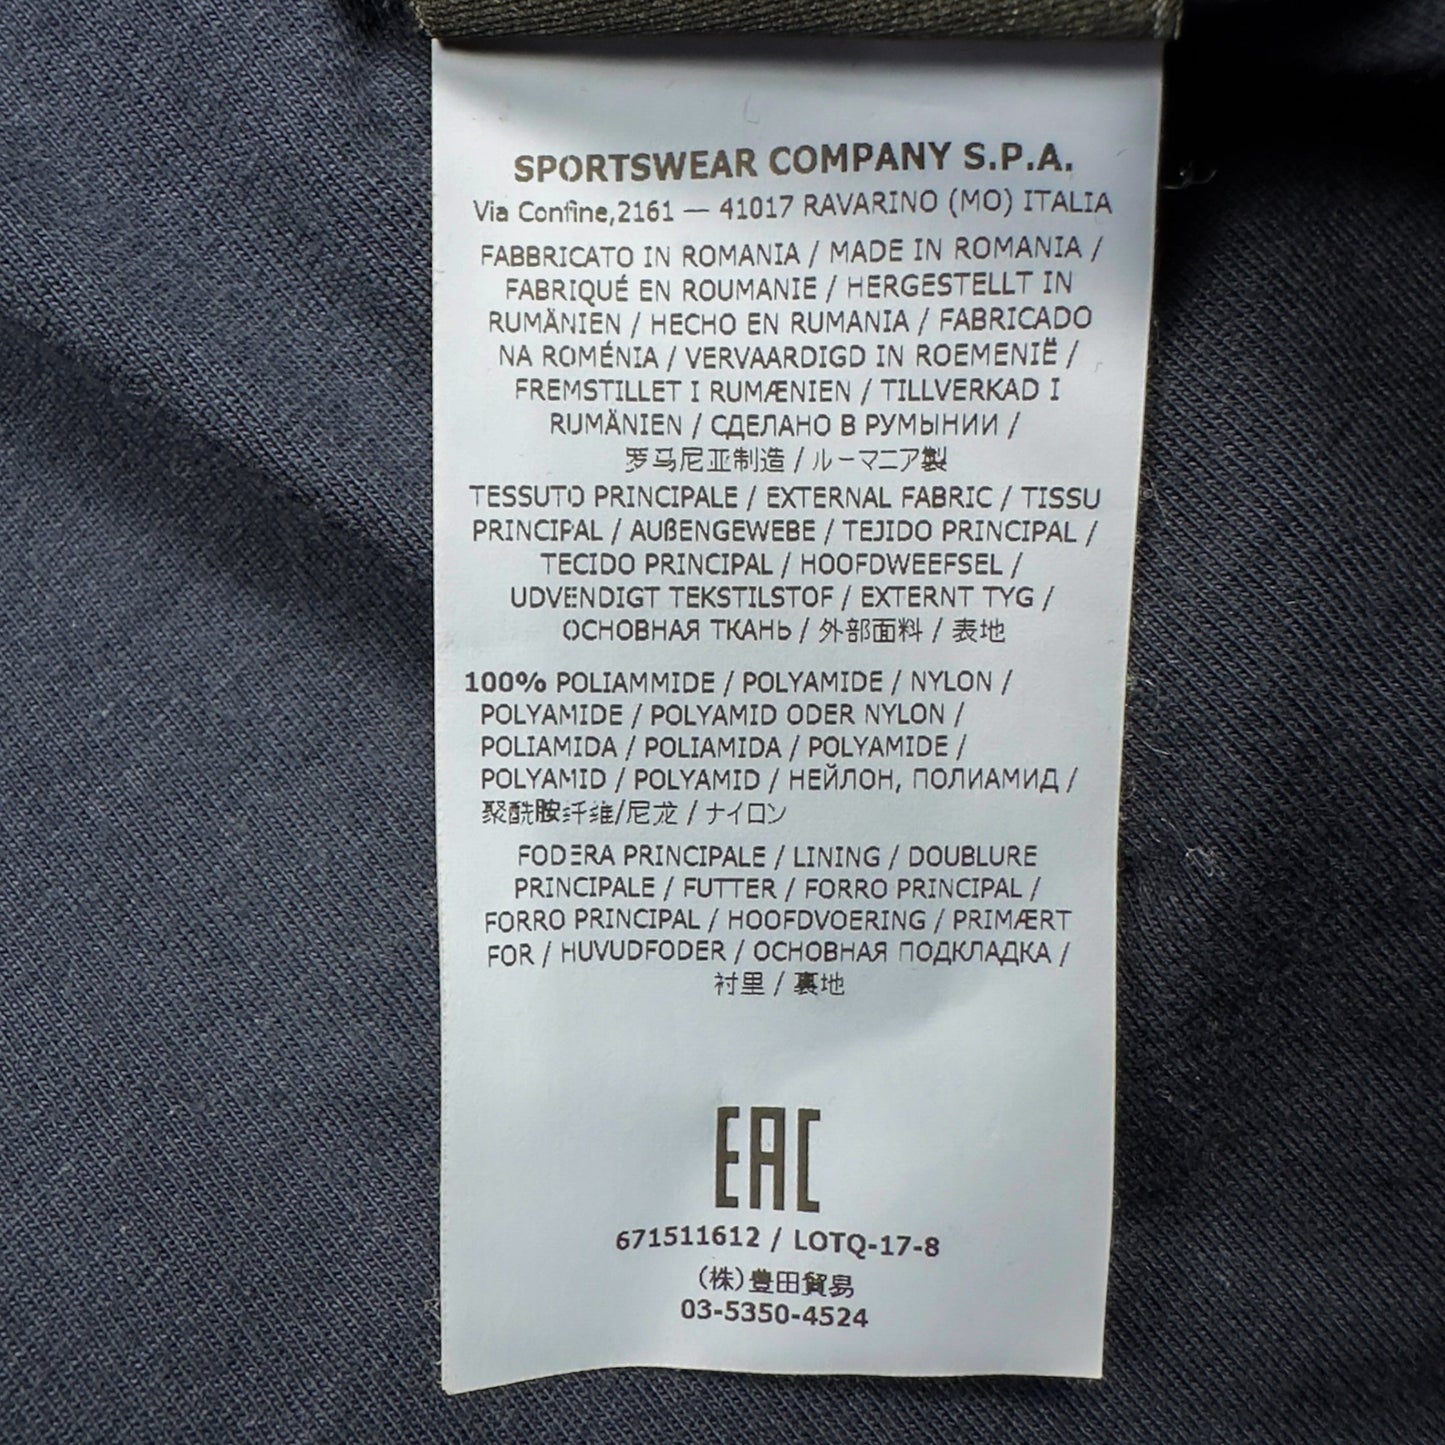 SPORTSWEAR COMPANY S.P.A.
Via Confine,2161 — 41017 RAVARINO (MO) ITALIA
FABBRICATO IN ROMANIA / MADE IN ROMANIA /
FABRIQUÉ EN ROUMANIE / HERGESTELLT IN
RUMÄNIEN / HECHO EN RUMANIA / FABRICADO
NA ROMÉNIA / VERVAARDIGD IN ROEMENIË /
FREMSTILLET I RUMÆNIEN / TILLVERKAD I
RUMÄNIEN / СДЕЛАНО В РУМЫНИИ /
罗马尼亚制造 / ルーマニア製
TESSUTO PRINCIPALE / EXTERNAL FABRIC / TISSU
PRINCIPAL / AUßENGEWEBE / TEJIDO PRINCIPAL /
TECIDO PRINCIPAL / HOOFDWEEFSEL /
UDVENDIGT TEKSTILSTOF / EXTERNT TYG /
ОСНОВНАЯ ТКАНЬ / 外部面料 / 表地
100% POLIAMMIDE / POLYAMIDE / NYLON /
POLYAMIDE / POLYAMID ODER NYLON /
POLIAMIDA / POLIAMIDA / POLYAMIDE /
POLYAMID / POLYAMID / НЕЙЛОН, ПОЛИАМИД /
聚酰胺纤维/尼龙 / ナイロン
FODERA PRINCIPALE / LINING / DOUBLURE
PRINCIPALE / FUTTER / FORRO PRINCIPAL /
FORRO PRINCIPAL / HOOFDVOERING / PRIMÆRT
FOR / HUVUDFODER / ОСНОВНАЯ ПОДКЛАДКА /
衬里 / 裏地
EAC
671511612 / LOTQ-17-8
(株)豊田貿易
03-5350-4524